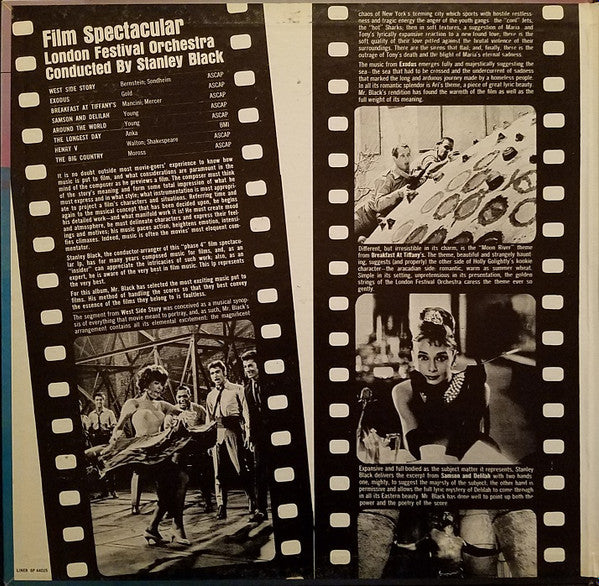 Film Spectacular
London Festival Orchestra
Conducted By Stanley Black
WEST SIDE STORY Bernstein; Sondheim ASCAP
EXODUS Gold ASCAP
BREAKFAST AT TIFFANY'S Mancini; Mercer ASCAP
SAMSON AND DELILAH Young ASCAP
AROUND THE WORLD Young ASCAP
THE LONGEST DAY Anka BMI
HENRY V Walton, Shakespeare ASCAP
THE BIG COUNTRY Moross
It is no doubt outside most movie-goers' experience to know how
music is put to film, and what considerations are paramount in the
mind of the composer as he previews a film. The composer must think
of the story's meaning and form some total impression of what he
must express and in what style; what instrumentation is most appropri-
ate to project a film's characters and situations. Referring time and
again to the musical concept that has been decided upon, he begins
his detailed work—and what manifold work it is! He must create mood
and atmosphere, he must delineate characters and express their feel-
ings and motives; his music paces action, heightens emotion, intensi-
fies climaxes. Indeed, music is often the movies' most eloquent com-
mentator.
Stanley Black, the conductor-arranger of this "phase 4" film spectacu-
lar lp, has for many years composed music for films, and, as an
"insider" can appreciate the intricacies of such work; also, as an
expert, he is aware of the very best in film music. This lp represents
the very best.
For this album, Mr. Black has selected the most exciting music put to
films. His method of handling the scores so that they convey
the essence of the films they belong to is faultless.
The segment from West Side Story was conceived as a musical synop-
sis of everything that movie meant to portray, and, as such, Mr. Black's
arrangement contains all its elemental excitement: the magnificent
LINER SP 44025
chaos of New York's teeming city which sports with hostile restless-
ness and tragic energy the anger of the youth gangs - the "cool" Jets,
the "hot" Sharks; then in soft textures, a suggestion of Maria and
Tony's lyrically expansive reaction to a new found love; there is the
soft quality of their love pitted against the brutal violence of their
surroundings. There are the sirens that fail; and, finally, there is the
outrage of Tony's death and the blight of Maria's eternal sadness.
The music from Exodus emerges fully and majestically suggesting the
sea—the sea that had to be crossed and the undercurrent of sadness
that marked the long and arduous journey made by a homeless people.
In all its romantic splendor is Ari's theme, a piece of great lyric beauty.
Mr. Black's rendition has found the warmth of the film as well as the
full weight of its meaning.
Different, but irresistible in its charm, is the "Moon River" theme
from Breakfast At Tiffany's. The theme, beautiful and strangely haunt-
ing, suggests (and properly) the other side of Holly Golightly's kookie
character—the arcadian side, romantic, warm as summer wheat.
Simple in its setting, unpretentious in its presentation, the golden
strings of the London Festival Orchestra caress the theme ever so
gently.
Expansive and full-bodied as the subject matter it represents, Stanley
Black delivers the excerpt from Samson and Delilah with two hands:
one, mighty, to suggest the majesty of the subject, the other hand is
permissive and allows the full lyric mystery of Delilah to come through
in all its Eastern beauty. Mr. Black has done well to point up both the
power and the poetry of the score.